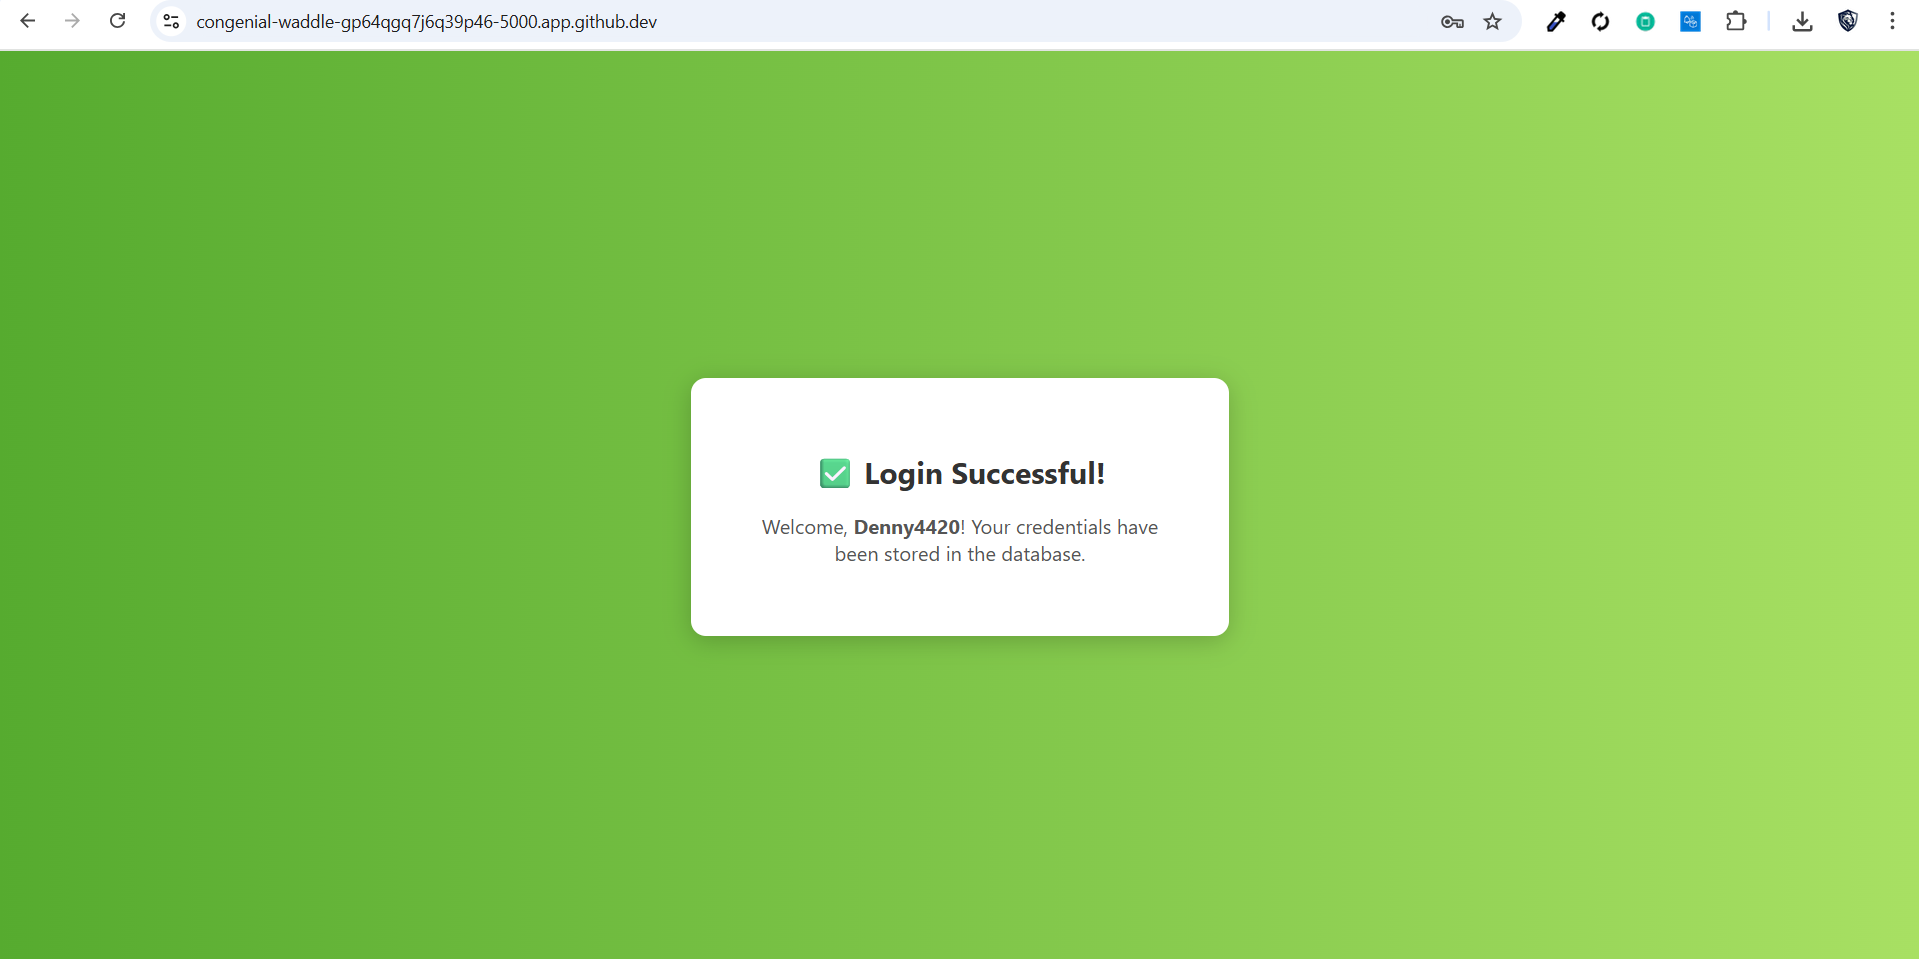 congenial-waddle-gp64qgq7j6q39p46-5000.app.github.dev
✅ Login Successful!
Welcome, Denny4420! Your credentials have
been stored in the database.